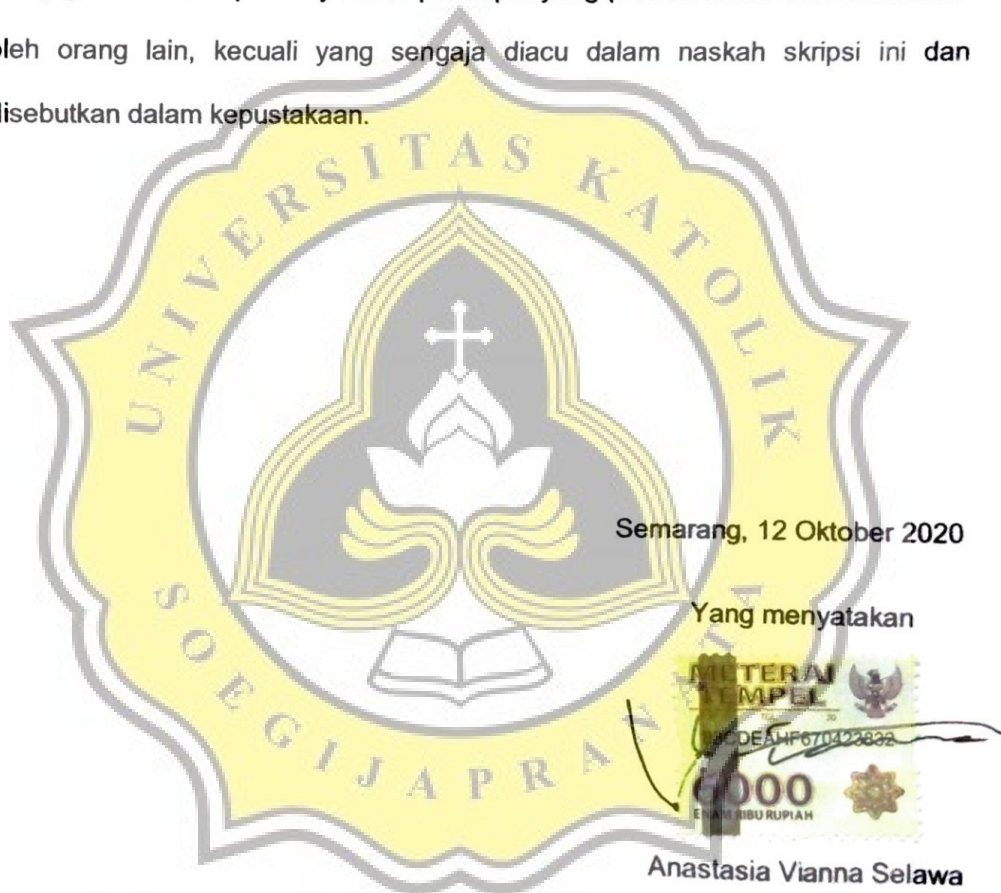 oleh orang lain, kecuali yang sengaja diacu dalam naskah skripsi ini dan
disebutkan dalam kepustakaan.
UNIVERSITAS KATOLIK
SOEGIJAPRANATA
Semarang, 12 Oktober 2020
Yang menyatakan
METERAI
TEMPEL
6000
ENAM RIBU RUPIAH
Anastasia Vianna Selawa